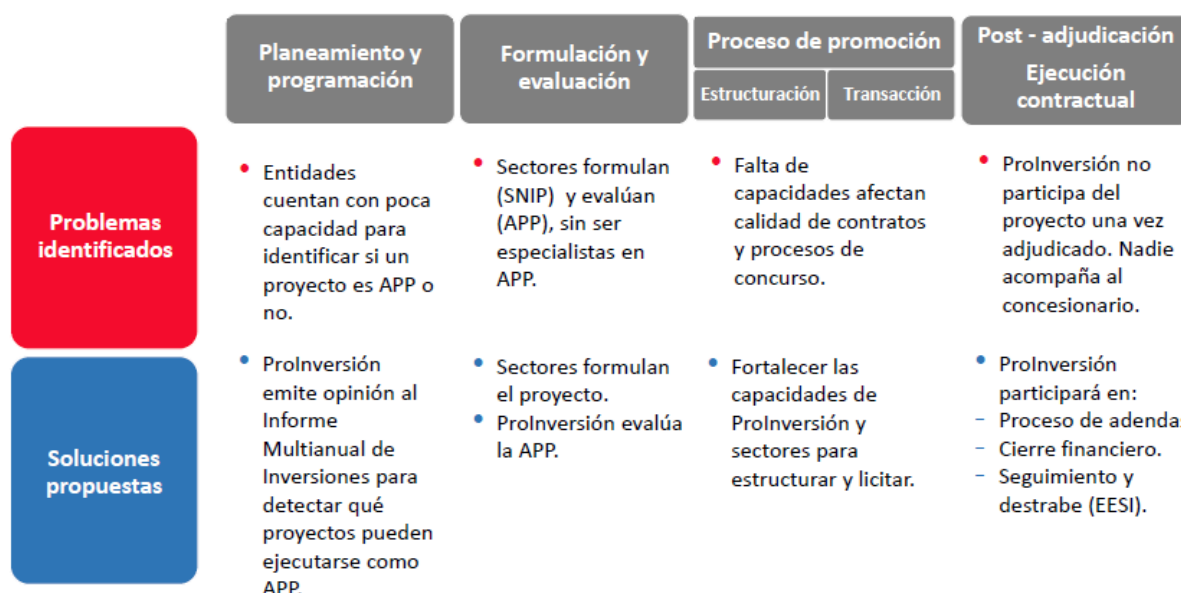 Planeamiento y
programación
Formulación y
evaluación
Proceso de promoción
Estructuración
Transacción
Post - adjudicación
Ejecución
contractual
Problemas
identificados
• Entidades
cuentan con poca
capacidad para
identificar si un
proyecto es APP o
no.
• Sectores formulan
(SNIP) y evalúan
(APP), sin ser
especialistas en
APP.
• Falta de
capacidades afectan
calidad de contratos
y procesos de
concurso.
• ProInversión no
participa del
proyecto una vez
adjudicado. Nadie
acompaña al
concesionario.
Soluciones
propuestas
• ProInversión
emite opinión al
Informe
Multianual de
Inversiones para
detectar qué
proyectos pueden
ejecutarse como
APP.
• Sectores formulan
el proyecto.
• ProInversión evalúa
la APP.
• Fortalecer las
capacidades de
ProInversión y
sectores para
estructurar y licitar.
• ProInversión
participará en:
– Proceso de adendas
– Cierre financiero.
– Seguimiento y
destrabe (EESI).